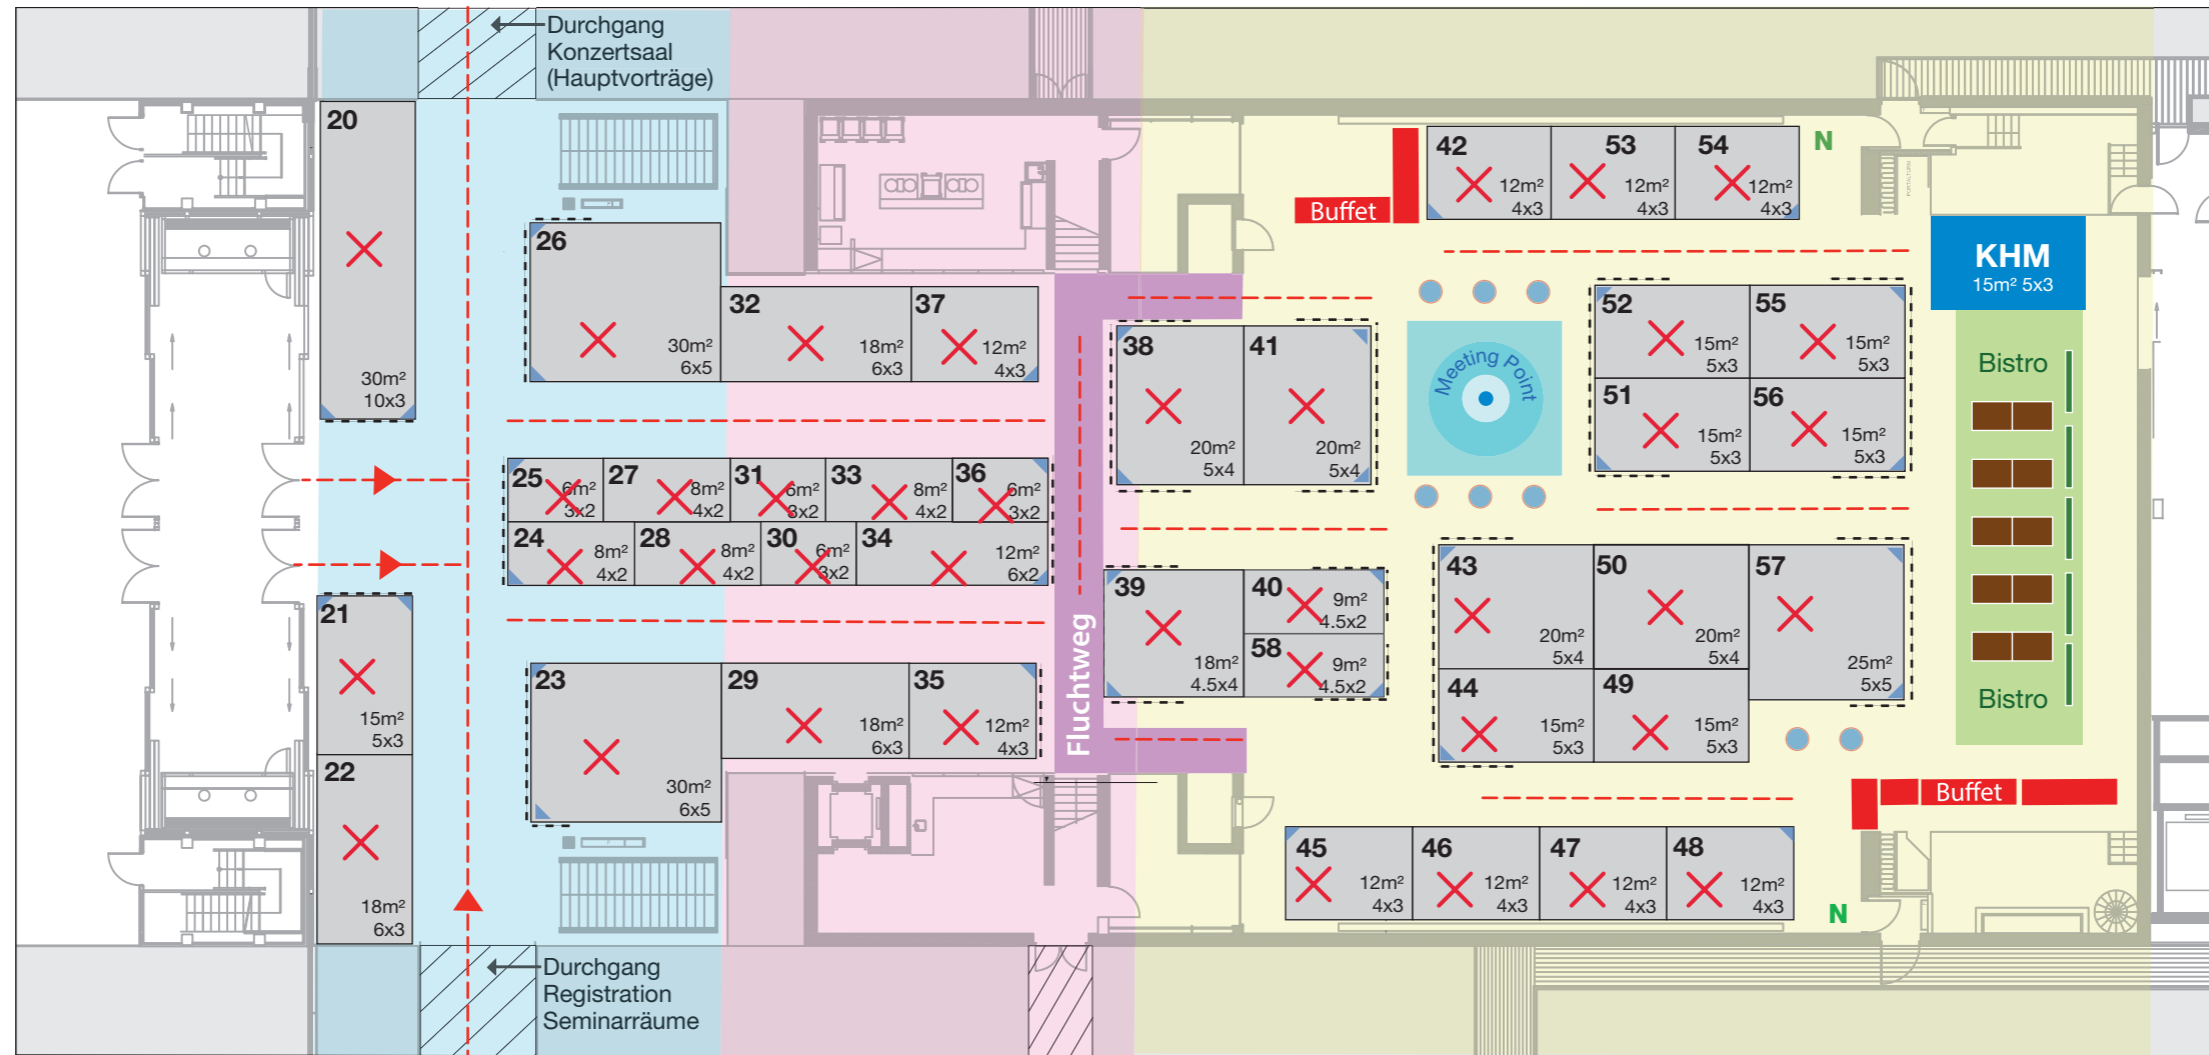 Durchgang
Konzertsaal
(Hauptvorträge)
20
30m²
10x3
26
30m²
6x5
32
18m²
6x3
37
12m²
4x3
25
6m²
3x2
27
8m²
4x2
31
6m²
3x2
33
8m²
4x2
36
6m²
3x2
24
8m²
4x2
28
8m²
4x2
30
6m²
3x2
34
12m²
6x2
21
15m²
5x3
22
18m²
6x3
23
30m²
6x5
29
18m²
6x3
35
12m²
4x3
Durchgang
Registration
Seminarräume
Fluchtweg
38
20m²
5x4
41
20m²
5x4
39
18m²
4.5x4
40
9m²
4.5x2
58
9m²
4.5x2
Buffet
42
12m²
4x3
53
12m²
4x3
54
12m²
4x3
N
Meeting Point
52
15m²
5x3
55
15m²
5x3
51
15m²
5x3
56
15m²
5x3
43
20m²
5x4
50
20m²
5x4
57
25m²
5x5
44
15m²
5x3
49
15m²
5x3
45
12m²
4x3
46
12m²
4x3
47
12m²
4x3
48
12m²
4x3
N
Buffet
KHM
15m² 5x3
Bistro
Bistro